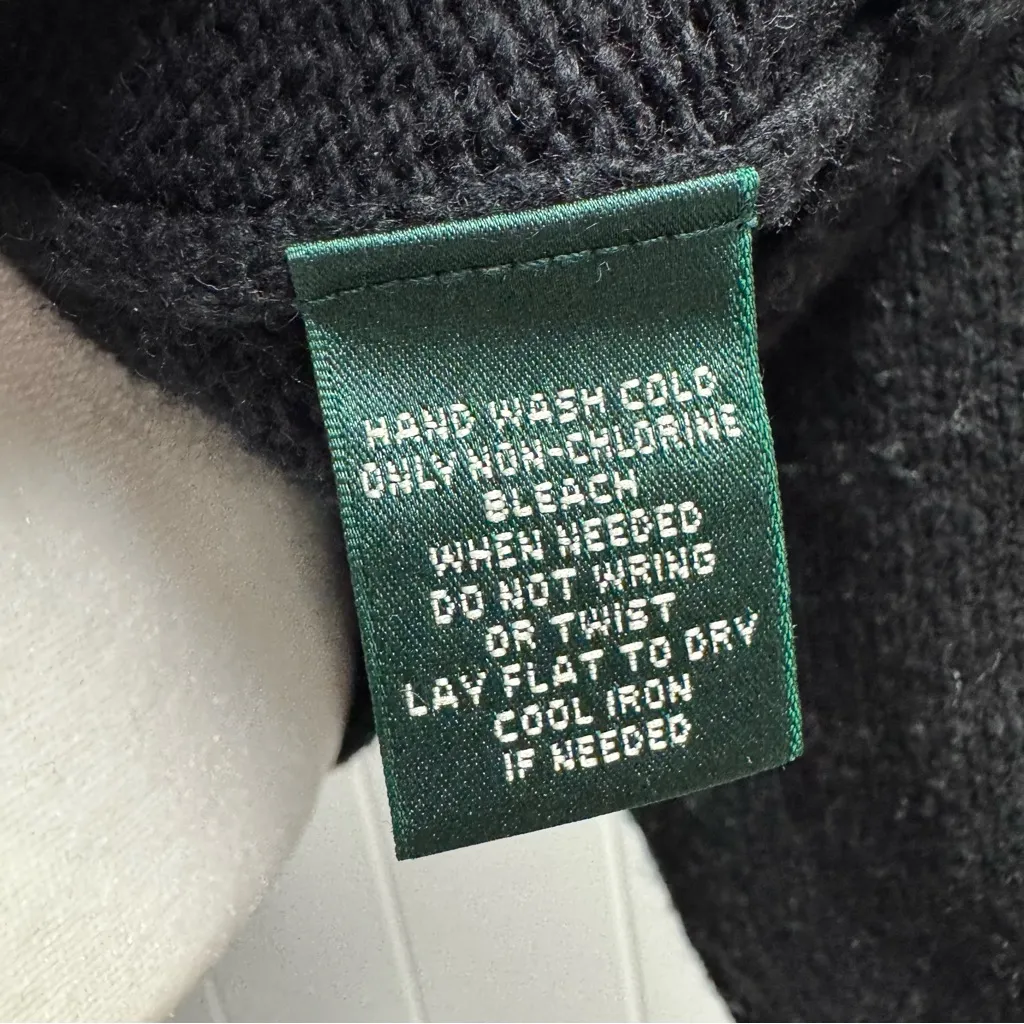 HAND WASH COLD
ONLY NON-CHLORINE
BLEACH
WHEN NEEDED
DO NOT WRING
OR TWIST
LAY FLAT TO DRY
COOL IRON
IF NEEDED